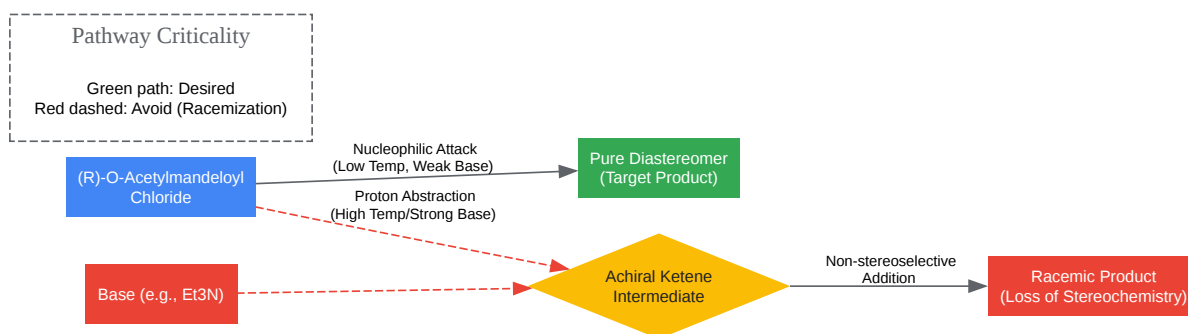 Pathway Criticality
Green path: Desired
Red dashed: Avoid (Racemization)
(R)-O-Acetylmandeloyl
Chloride
Nucleophilic Attack
(Low Temp, Weak Base)
Pure Diastereomer
(Target Product)
Proton Abstraction
(High Temp/Strong Base)
Base (e.g., Et3N)
Achiral Ketene
Intermediate
Non-stereoselective
Addition
Racemic Product
(Loss of Stereochemistry)